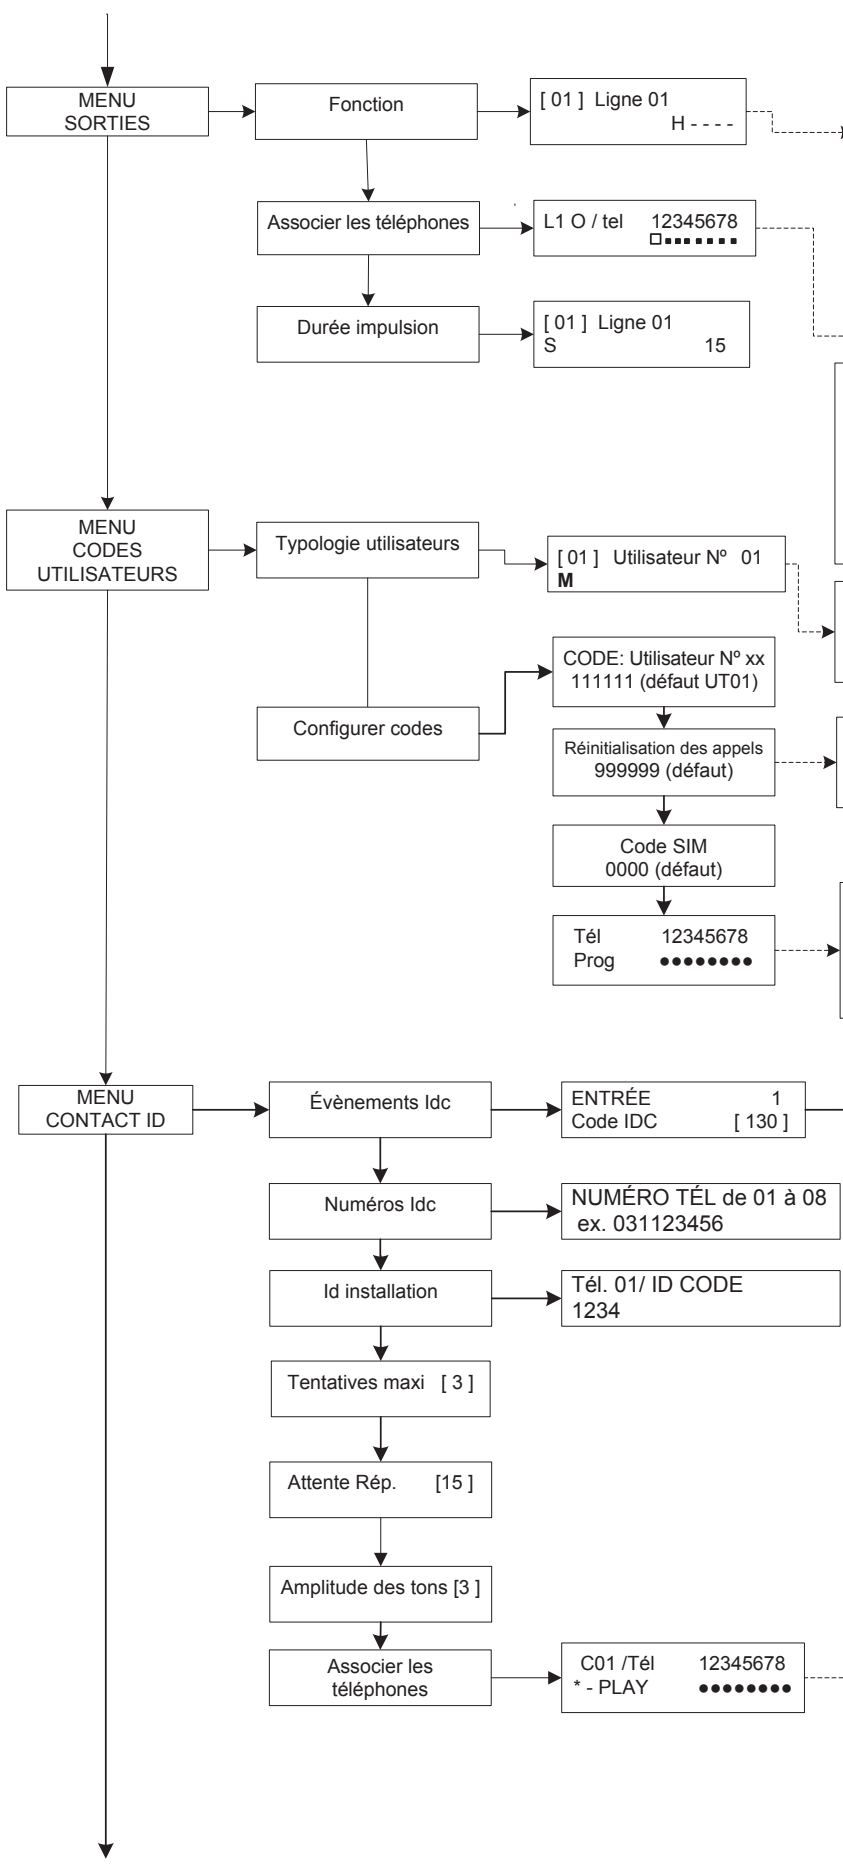 MENU
SORTIES
Fonction
[ 01 ] Ligne 01
H - - - -
Associer les téléphones
L1 O / tel 12345678
Durée impulsion
[ 01 ] Ligne 01
S 15
MENU
CODES
UTILISATEURS
Typologie utilisateurs
[ 01 ] Utilisateur Nº 01
M
Configurer codes
CODE: Utilisateur Nº xx
111111 (défaut UT01)
Réinitialisation des appels
999999 (défaut)
Code SIM
0000 (défaut)
Tél 12345678
Prog ●●●●●●●●
MENU
CONTACT ID
Évènements Idc
ENTRÉE 1
Code IDC [ 130 ]
Numéros Idc
NUMÉRO TÉL de 01 à 08
ex. 031123456
Id installation
Tél. 01/ ID CODE
1234
Tentatives maxi [ 3 ]
Attente Rép. [15 ]
Amplitude des tons [3 ]
Associer les
téléphones
C01 /Tél 12345678
* - PLAY ●●●●●●●●